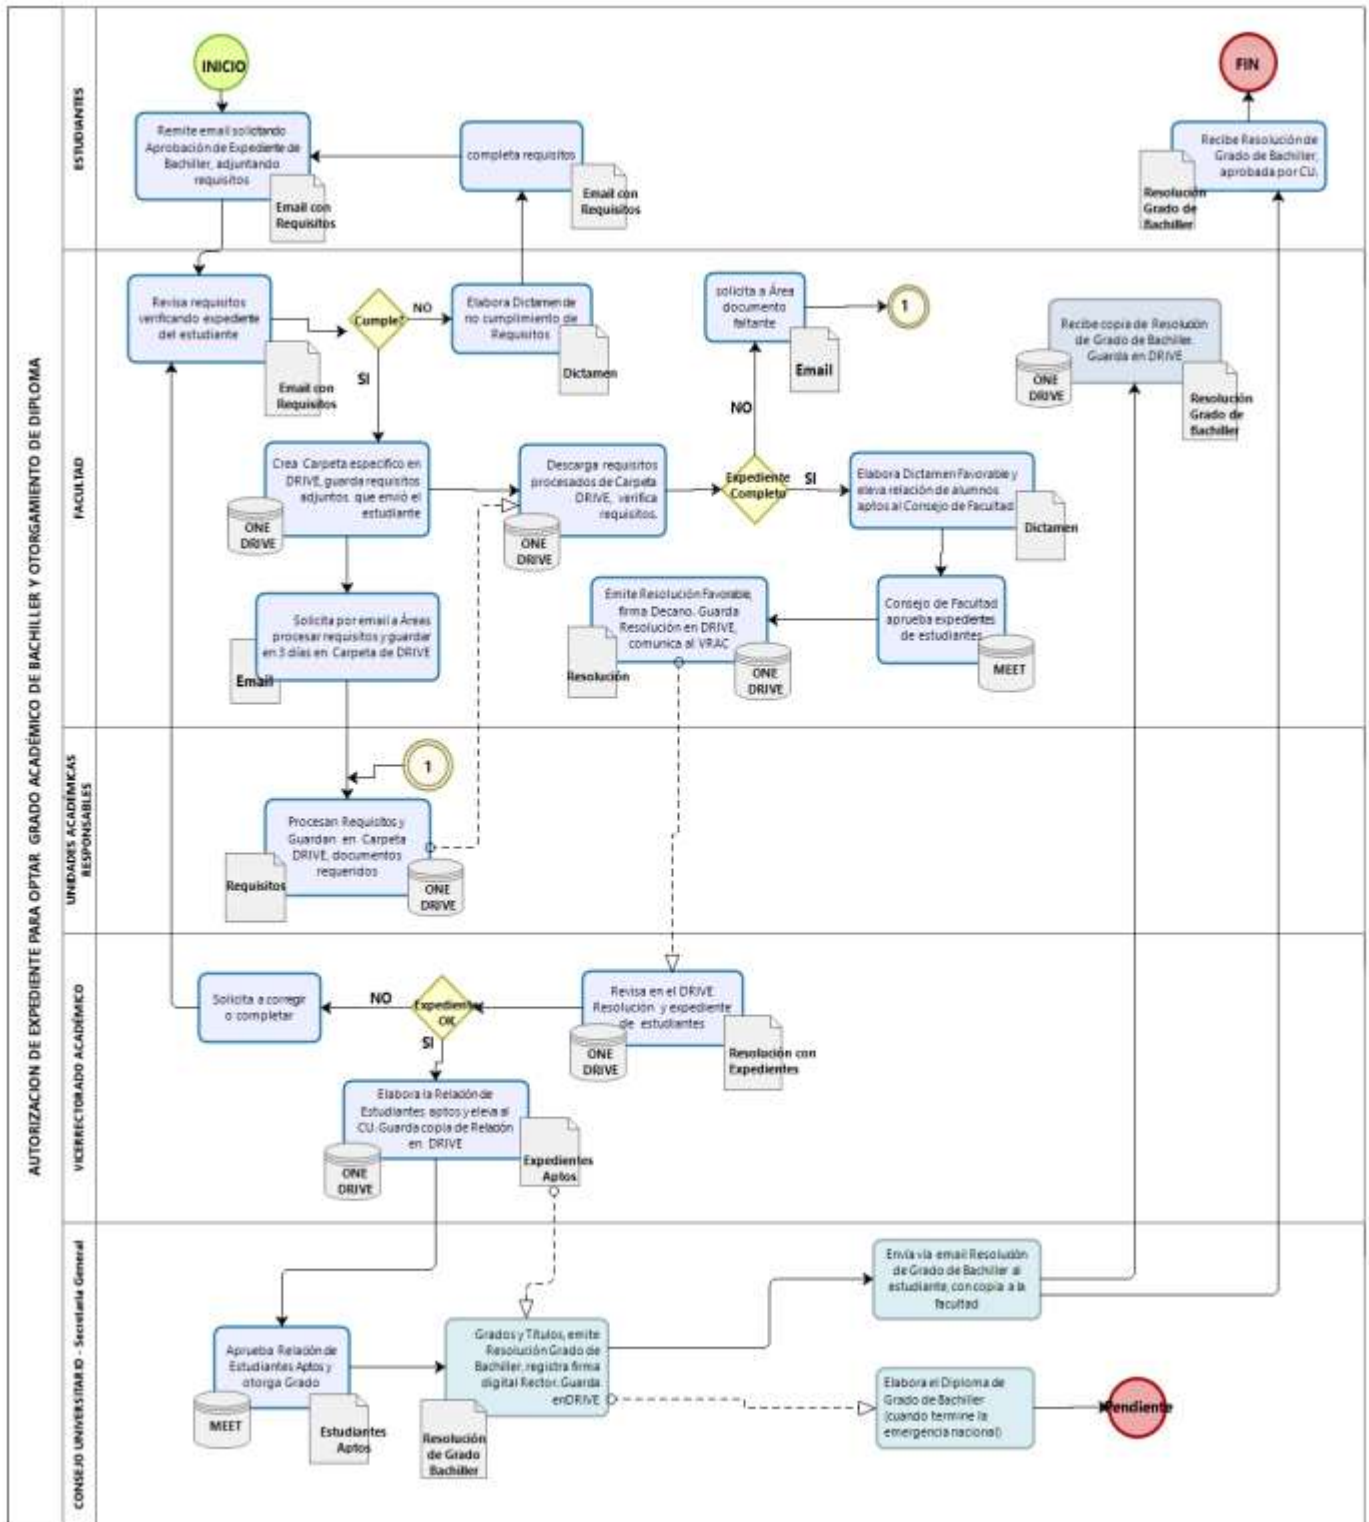 AUTORIZACION DE EXPEDIENTE PARA OPTAR GRADO ACADÉMICO DE BACHILLER Y OTORGAMIENTO DE DIPLOMA
ESTUDIANTES
INICIO
Remite email solicitando
Aprobación de Expediente de
Bachiller, adjuntando
requisitos
Email con
Requisitos
completa requisitos
Email con
Requisitos
FIN
Recibe Resolución de
Grado de Bachiller,
aprobada por CU.
Resolución
Grado de
Bachiller
FACULTAD
Revisa requisitos
verificando expediente
del estudiante
Email con
Requisitos
Cumple?
NO
SI
Elabora Dictamen de
no cumplimiento de
Requisitos
Dictamen
solicita a Área
documento
faltante
Email
1
Recibe copia de Resolución
de Grado de Bachiller.
Guarda en DRIVE
ONE
DRIVE
Resolución
Grado de
Bachiller
Crea Carpeta específico en
DRIVE, guarda requisitos
adjuntos que envió el
estudiante
ONE
DRIVE
Descarga requisitos
procesados de Carpeta
DRIVE, verifica
requisitos.
ONE
DRIVE
NO
Expediente
Completo
SI
Elabora Dictamen Favorable y
eleva relación de alumnos
aptos al Consejo de Facultad
Dictamen
Solicita por email a Áreas
procesar requisitos y guardar
en 3 días en Carpeta de DRIVE
Email
Emite Resolución Favorable,
firma Decano. Guarda
Resolución en DRIVE,
comunica al VRAC
Resolución
ONE
DRIVE
Consejo de Facultad
aprueba expedientes
de estudiantes
MEET
UNIDADES ACADÉMICAS
RESPONSABLES
1
Procesan Requisitos y
Guardan en Carpeta
DRIVE, documentos
requeridos
Requisitos
ONE
DRIVE
VICERRECTORADO ACADÉMICO
Solicita a corregir
o completar
NO
Expediente
OK
SI
Revisa en el DRIVE
Resolución y expediente
de estudiantes
ONE
DRIVE
Resolución con
Expedientes
Elabora la Relación de
Estudiantes aptos y eleva al
CU. Guarda copia de Relación
en DRIVE
ONE
DRIVE
Expedientes
Aptos
CONSEJO UNIVERSITARIO - Secretaria General
Envía vía email Resolución
de Grado de Bachiller al
estudiante, con copia a la
facultad
Aprueba Relación de
Estudiantes Aptos y
otorga Grado
MEET
Estudiantes
Aptos
Grados y Títulos, emite
Resolución Grado de
Bachiller, registra firma
digital Rector. Guarda
enDRIVE
Resolución
de Grado
Bachiller
Elabora el Diploma de
Grado de Bachiller
(cuando termine la
emergencia nacional)
Pendiente